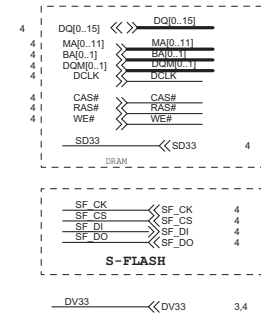 4 DQ[0..15] DQ[0..15]
4 MA[0..11] MA[0..11]
4 BA[0..1] BA[0..1]
4 DQM[0..1] DQM[0..1]
4 DCLK DCLK
4 CAS# CAS#
4 RAS# RAS#
4 WE# WE#
SD33 SD33 4
DRAM
SF_CK SF_CK 4
SF_CS SF_CS 4
SF_DI SF_DI 4
SF_DO SF_DO 4
S-FLASH
DV33 DV33 3,4